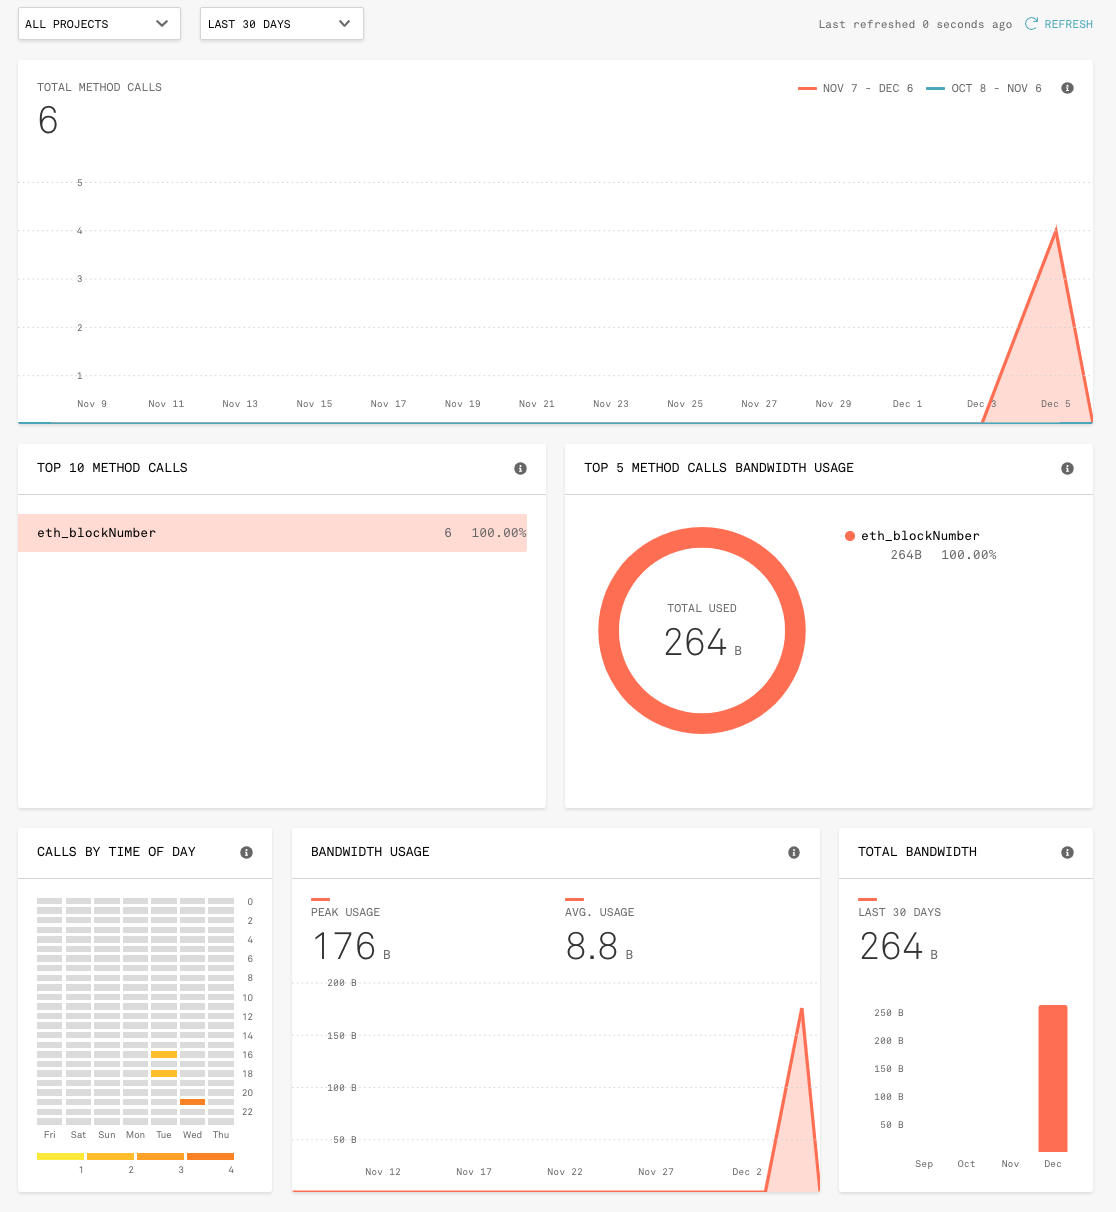 ALL PROJECTS
LAST 30 DAYS
Last refreshed 0 seconds ago
REFRESH
TOTAL METHOD CALLS
6
NOV 7 - DEC 6
OCT 8 - NOV 6
5
4
3
2
1
Nov 9 Nov 11 Nov 13 Nov 15 Nov 17 Nov 19 Nov 21 Nov 23 Nov 25 Nov 27 Nov 29 Dec 1 Dec 3 Dec 5
TOP 10 METHOD CALLS
eth_blockNumber 6 100.00%
TOP 5 METHOD CALLS BANDWIDTH USAGE
TOTAL USED
264 B
eth_blockNumber
264B 100.00%
CALLS BY TIME OF DAY
0
2
4
6
8
10
12
14
16
18
20
22
Fri Sat Sun Mon Tue Wed Thu
1 2 3 4
BANDWIDTH USAGE
PEAK USAGE
176 B
AVG. USAGE
8.8 B
200 B
150 B
100 B
50 B
Nov 12 Nov 17 Nov 22 Nov 27 Dec 2
TOTAL BANDWIDTH
LAST 30 DAYS
264 B
250 B
200 B
150 B
100 B
50 B
Sep Oct Nov Dec